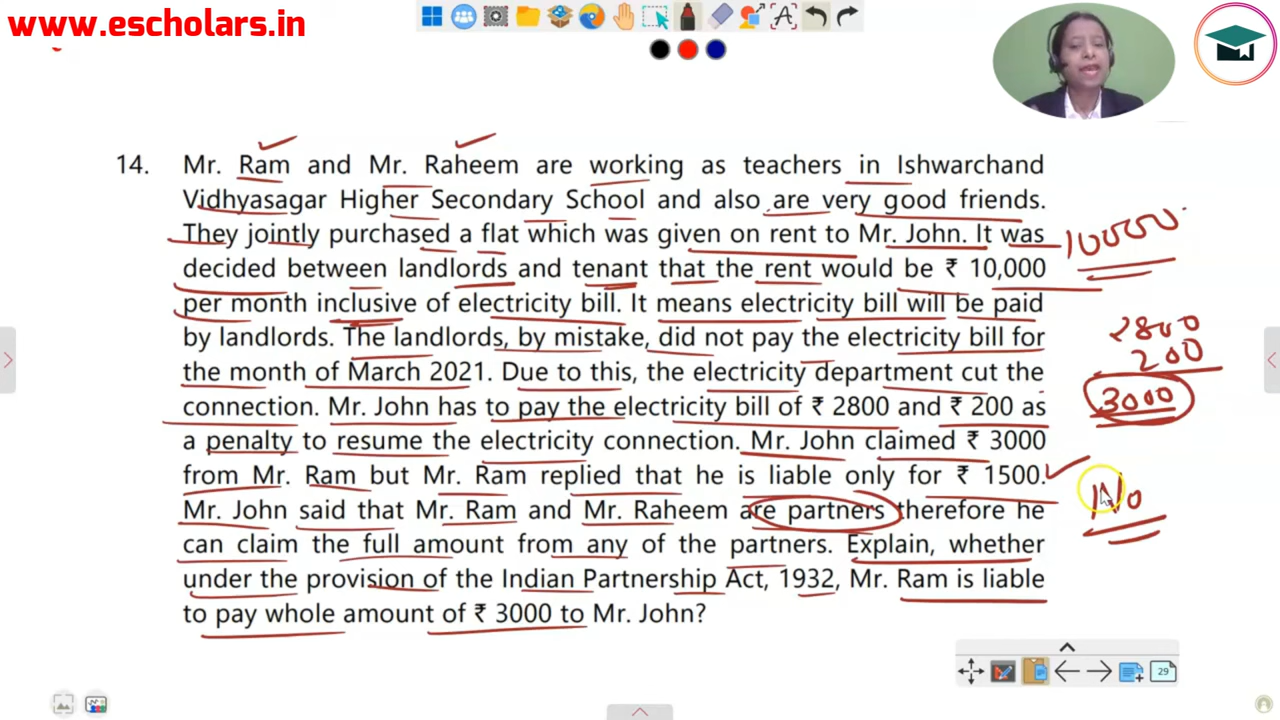 www.escholars.in
14. Mr. Ram and Mr. Raheem are working as teachers in Ishwarchand
Vidhyasagar Higher Secondary School and also are very good friends.
They jointly purchased a flat which was given on rent to Mr. John. It was
decided between landlords and tenant that the rent would be ₹ 10,000
per month inclusive of electricity bill. It means electricity bill will be paid
by landlords. The landlords, by mistake, did not pay the electricity bill for
the month of March 2021. Due to this, the electricity department cut the
connection. Mr. John has to pay the electricity bill of ₹ 2800 and ₹ 200 as
a penalty to resume the electricity connection. Mr. John claimed ₹ 3000
from Mr. Ram but Mr. Ram replied that he is liable only for ₹ 1500.
Mr. John said that Mr. Ram and Mr. Raheem are partners therefore he
can claim the full amount from any of the partners. Explain, whether
under the provision of the Indian Partnership Act, 1932, Mr. Ram is liable
to pay whole amount of ₹ 3000 to Mr. John?
10000
2800
200
3000
No
29